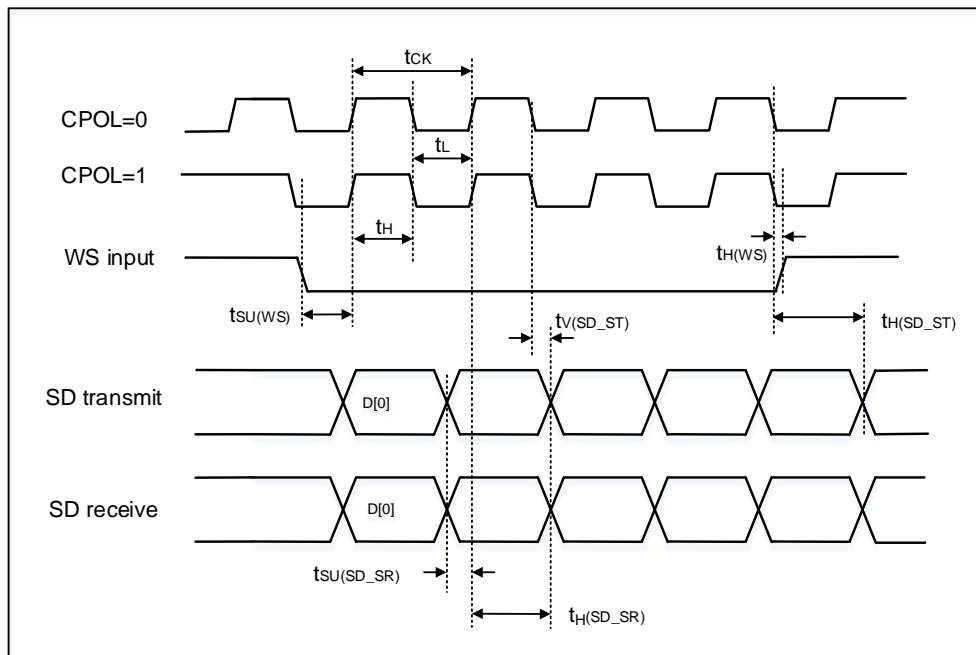 tCK
CPOL=0
tL
CPOL=1
tH
tH(WS)
WS input
tSU(WS)
tV(SD_ST)
tH(SD_ST)
SD transmit
D[0]
SD receive
D[0]
tSU(SD_SR)
tH(SD_SR)